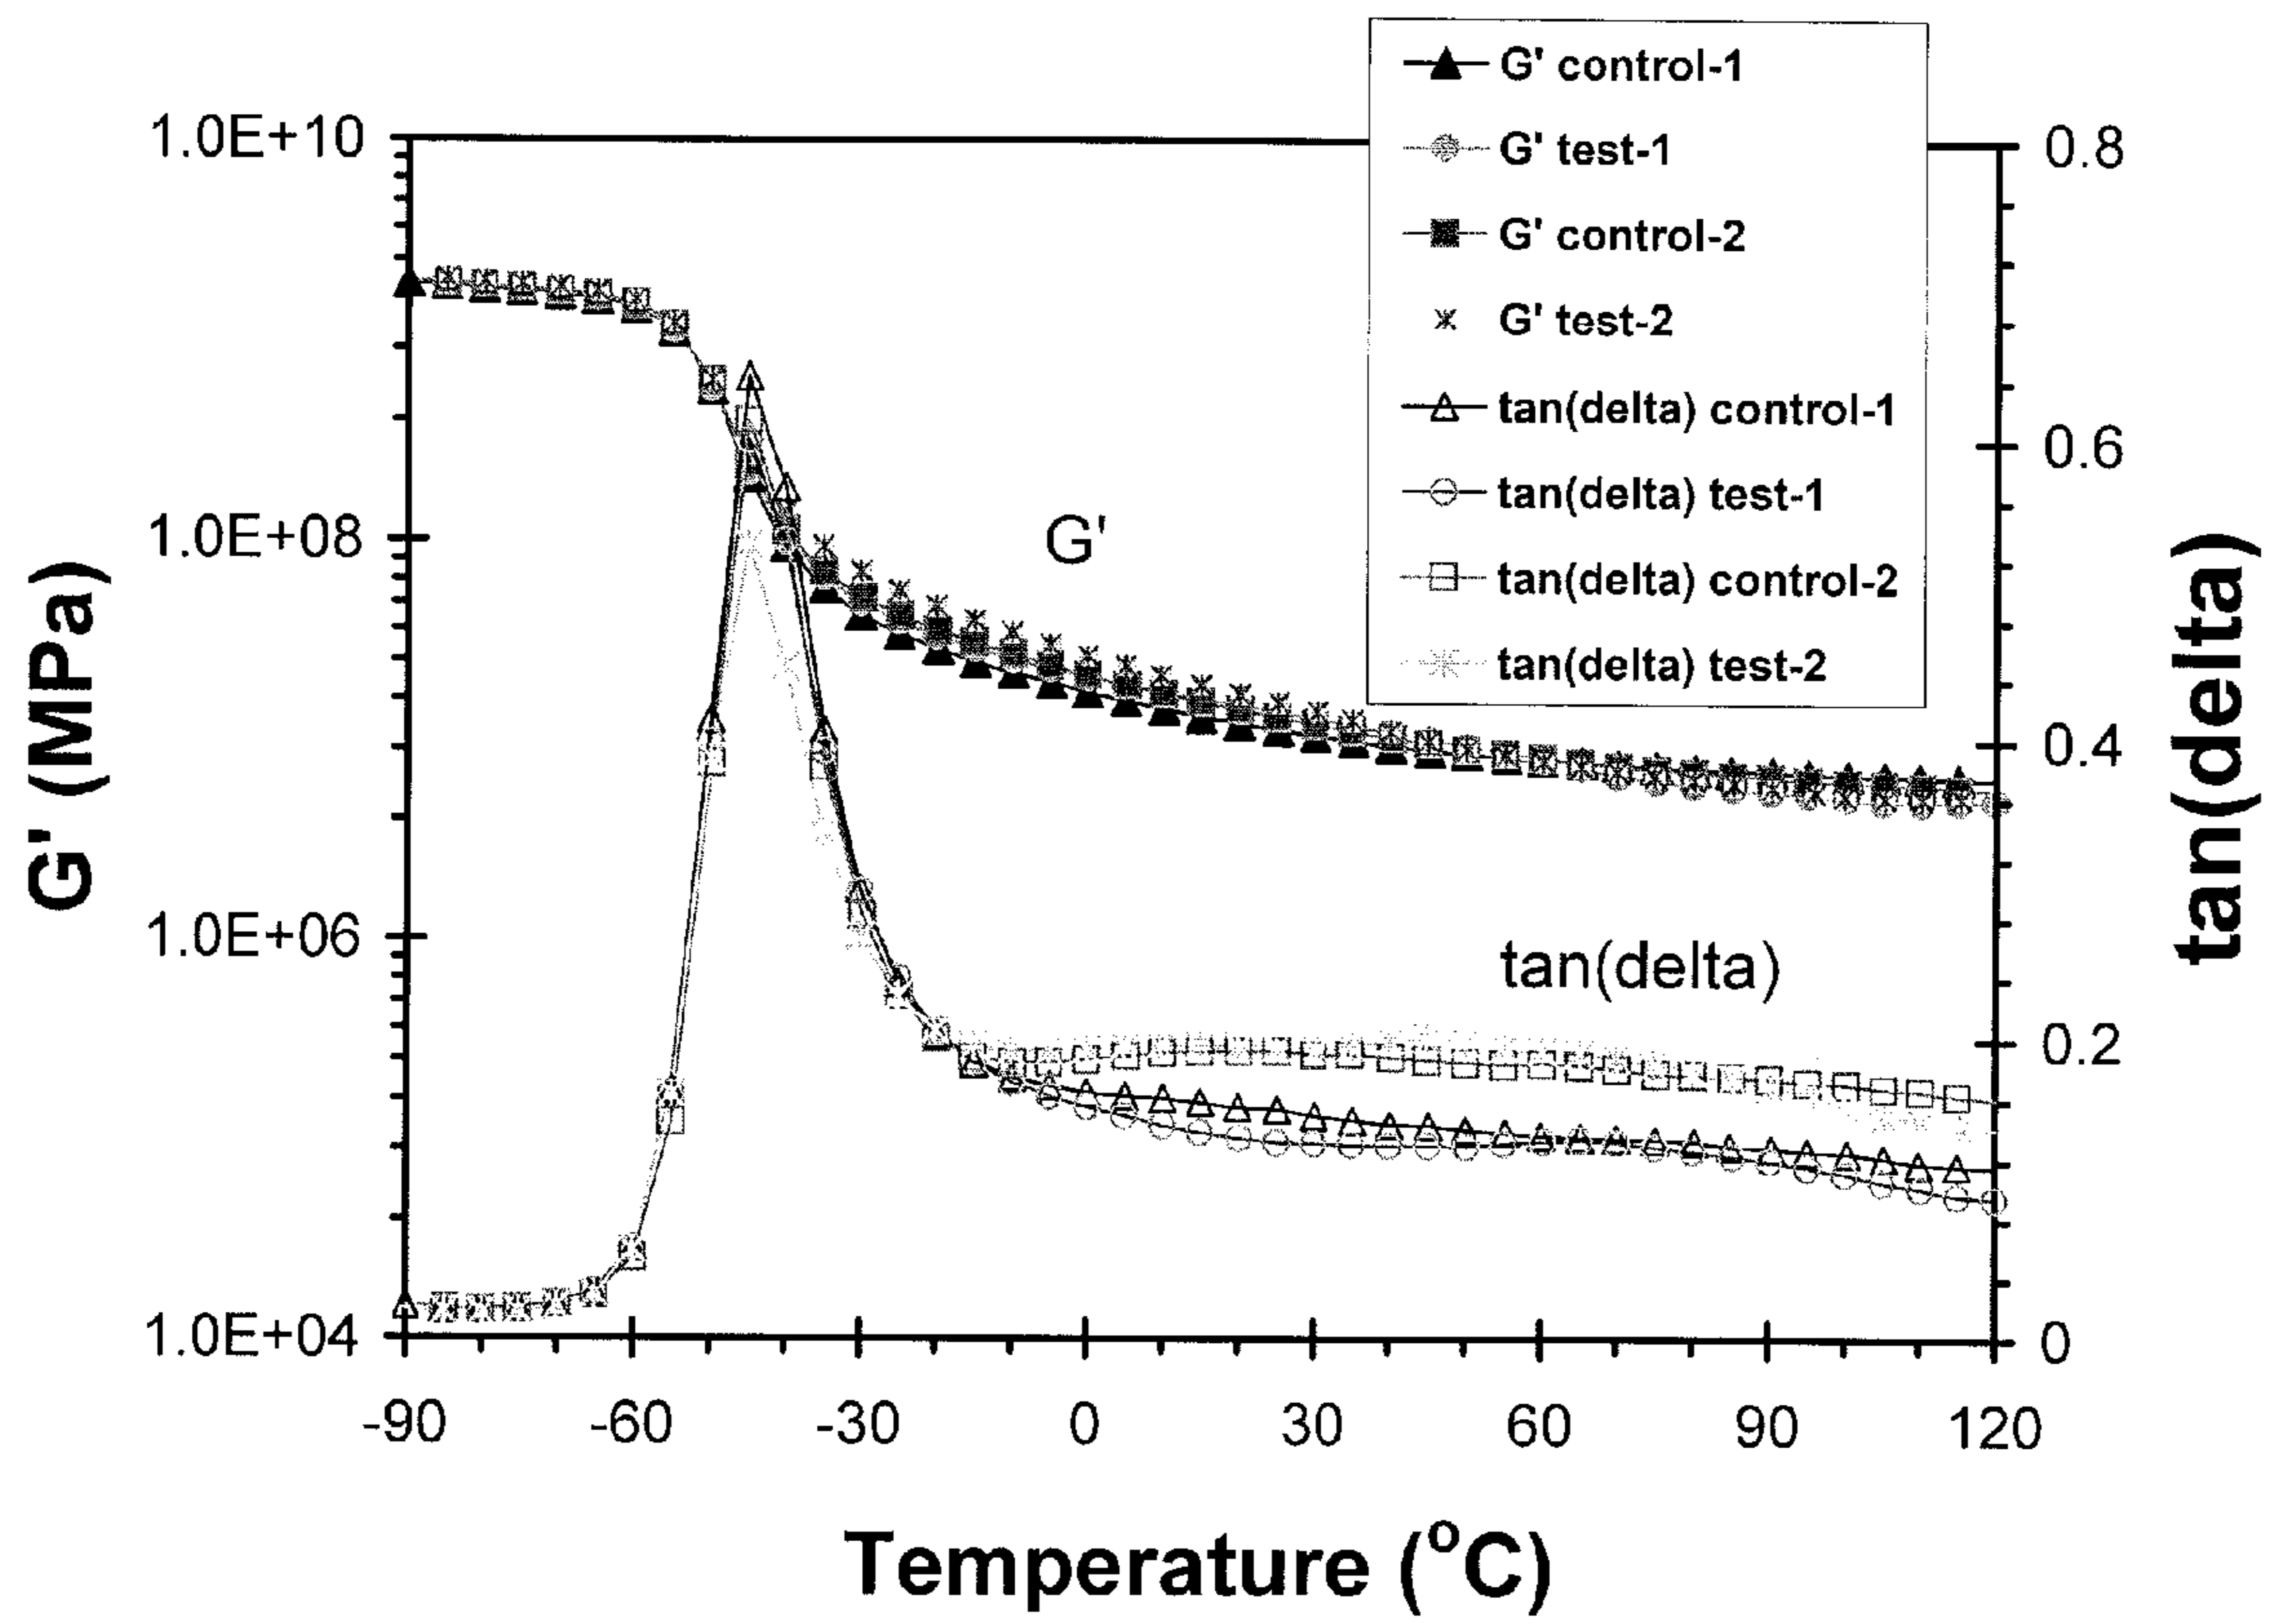 G' control-1
G' test-1
G' control-2
G' test-2
tan(delta) control-1
tan(delta) test-1
tan(delta) control-2
tan(delta) test-2
1.0E+10
1.0E+08
1.0E+06
1.0E+04
G' (MPa)
0.8
0.6
0.4
0.2
0
tan(delta)
G'
tan(delta)
-90 -60 -30 0 30 60 90 120
Temperature (°C)